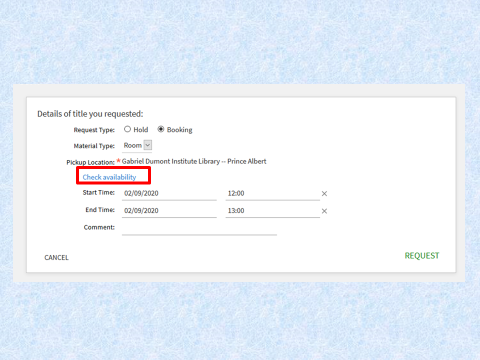 Details of title you requested:
Request Type: Hold Booking
Material Type: Room
Pickup Location: * Gabriel Dumont Institute Library -- Prince Albert
Check availability
Start Time: 02/09/2020 12:00 ×
End Time: 02/09/2020 13:00 ×
Comment:
CANCEL REQUEST